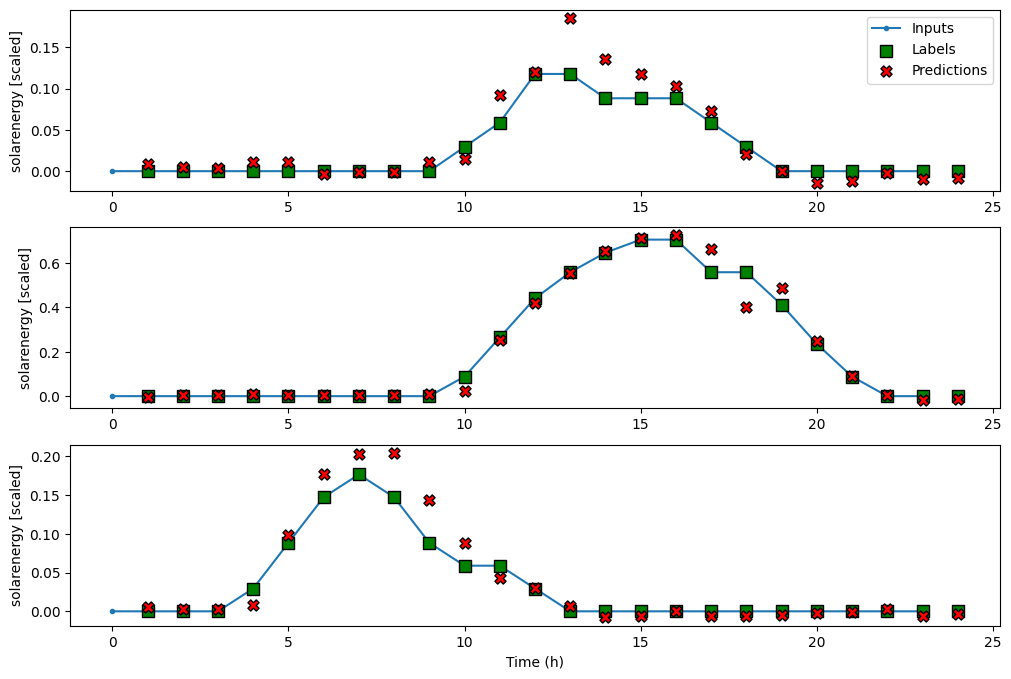 solarenergy [scaled]
0.15
0.10
0.05
0.00
Inputs
Labels
Predictions
0 5 10 15 20 25
solarenergy [scaled]
0.6
0.4
0.2
0.0
0 5 10 15 20 25
solarenergy [scaled]
0.20
0.15
0.10
0.05
0.00
0 5 10 15 20 25
Time (h)